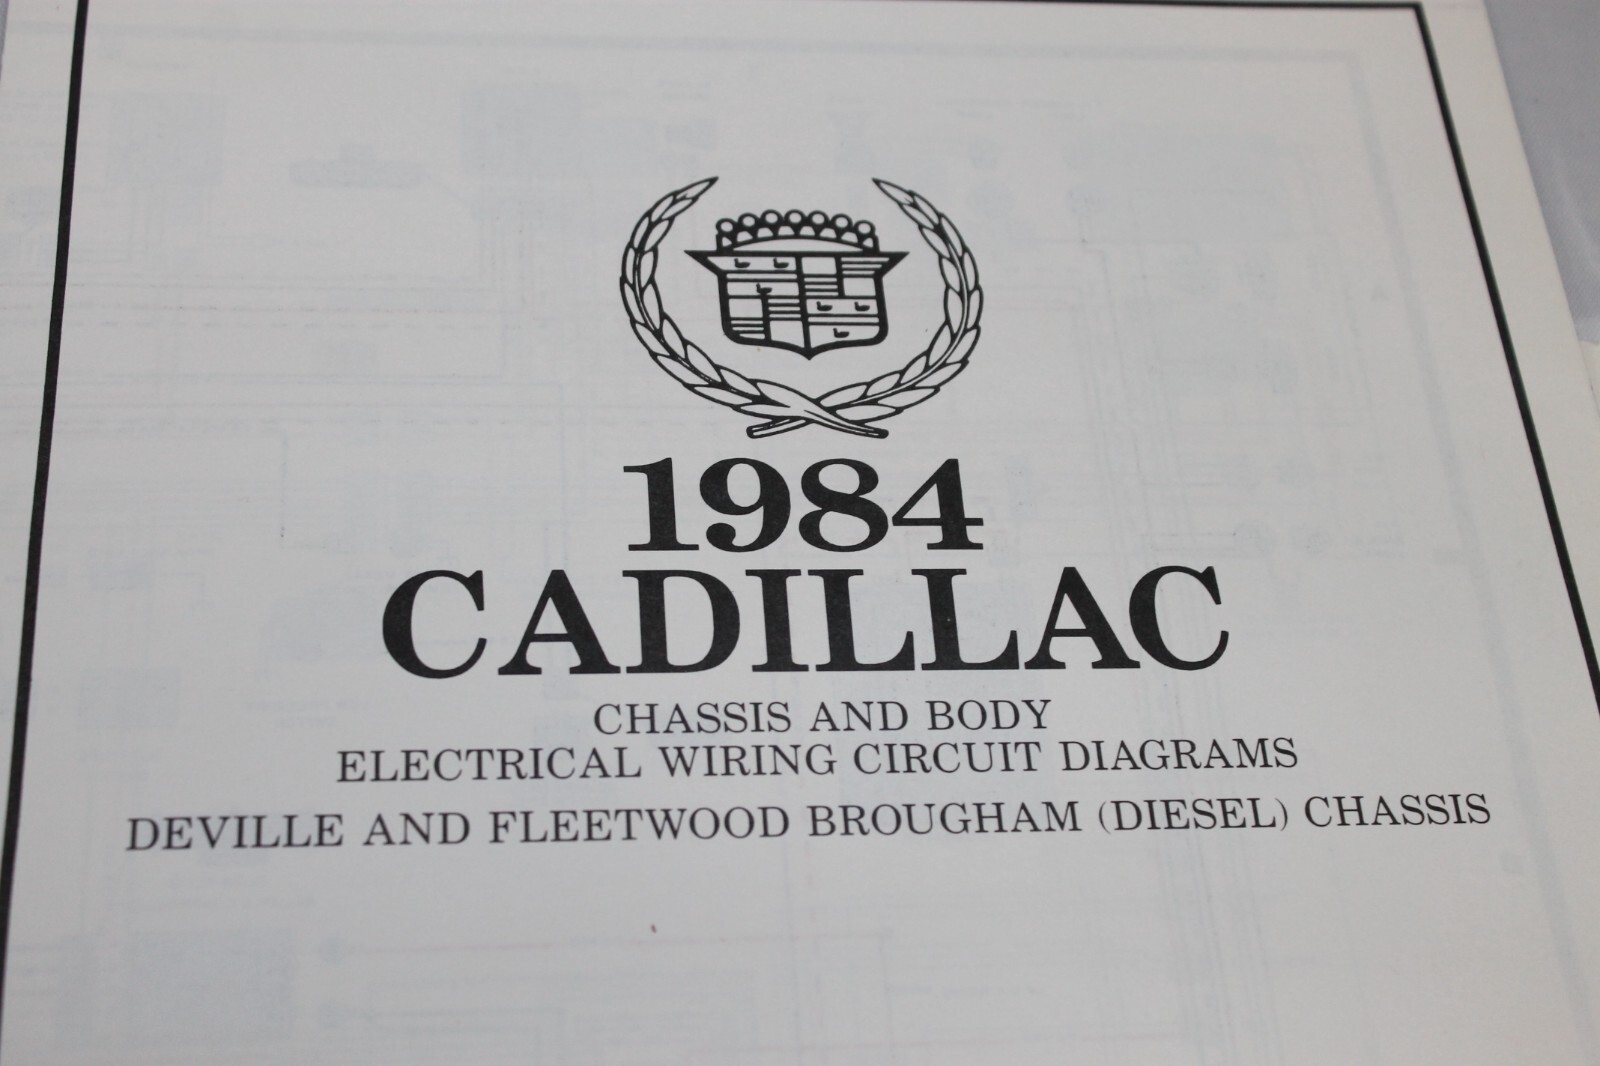 1984
CADILLAC
CHASSIS AND BODY
ELECTRICAL WIRING CIRCUIT DIAGRAMS
DEVILLE AND FLEETWOOD BROUGHAM (DIESEL) CHASSIS